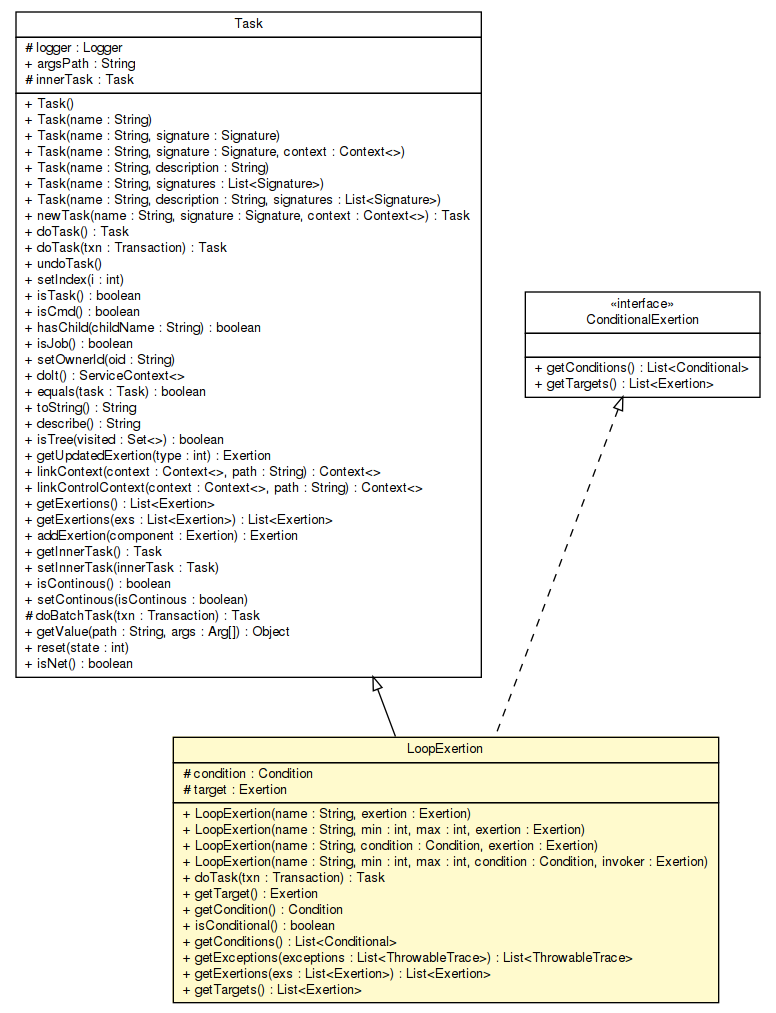 Task
# logger : Logger
+ argsPath : String
# innerTask : Task
+ Task()
+ Task(name : String)
+ Task(name : String, signature : Signature)
+ Task(name : String, signature : Signature, context : Context<>)
+ Task(name : String, description : String)
+ Task(name : String, signatures : List<Signature>)
+ Task(name : String, description : String, signatures : List<Signature>)
+ newTask(name : String, signature : Signature, context : Context<>) : Task
+ doTask() : Task
+ doTask(txn : Transaction) : Task
+ undoTask()
+ setIndex(i : int)
+ isTask() : boolean
+ isCmd() : boolean
+ hasChild(childName : String) : boolean
+ isJob() : boolean
+ setOwnerId(oid : String)
+ doIt() : ServiceContext<>
+ equals(task : Task) : boolean
+ toString() : String
+ describe() : String
+ isTree(visited : Set<>) : boolean
+ getUpdatedExertion(type : int) : Exertion
+ linkContext(context : Context<>, path : String) : Context<>
+ linkControlContext(context : Context<>, path : String) : Context<>
+ getExertions() : List<Exertion>
+ getExertions(exs : List<Exertion>) : List<Exertion>
+ addExertion(component : Exertion) : Exertion
+ getInnerTask() : Task
+ setInnerTask(innerTask : Task)
+ isContinous() : boolean
+ setContinous(isContinous : boolean)
# doBatchTask(txn : Transaction) : Task
+ getValue(path : String, args : Arg[]) : Object
+ reset(state : int)
+ isNet() : boolean
«interface»
ConditionalExertion
+ getConditions() : List<Conditional>
+ getTargets() : List<Exertion>
LoopExertion
# condition : Condition
# target : Exertion
+ LoopExertion(name : String, exertion : Exertion)
+ LoopExertion(name : String, min : int, max : int, exertion : Exertion)
+ LoopExertion(name : String, condition : Condition, exertion : Exertion)
+ LoopExertion(name : String, min : int, max : int, condition : Condition, invoker : Exertion)
+ doTask(txn : Transaction) : Task
+ getTarget() : Exertion
+ getCondition() : Condition
+ isConditional() : boolean
+ getConditions() : List<Conditional>
+ getExceptions(exceptions : List<ThrowableTrace>) : List<ThrowableTrace>
+ getExertions(exs : List<Exertion>) : List<Exertion>
+ getTargets() : List<Exertion>